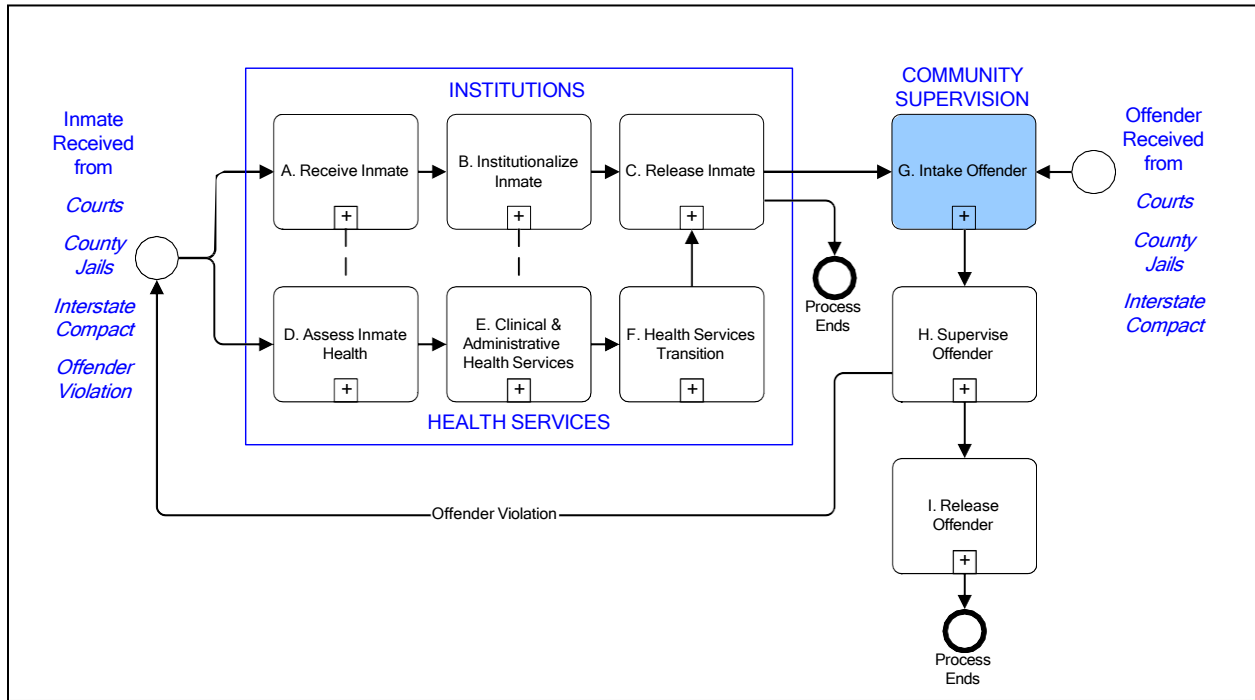 Inmate
Received
from
Courts
County
Jails
Interstate
Compact
Offender
Violation
INSTITUTIONS
A. Receive Inmate
+
B. Institutionalize
Inmate
+
C. Release Inmate
+
D. Assess Inmate
Health
+
E. Clinical &
Administrative
Health Services
+
F. Health Services
Transition
+
HEALTH SERVICES
Process
Ends
COMMUNITY
SUPERVISION
G. Intake Offender
+
H. Supervise
Offender
+
I. Release
Offender
+
Process
Ends
Offender Violation
Offender
Received
from
Courts
County
Jails
Interstate
Compact